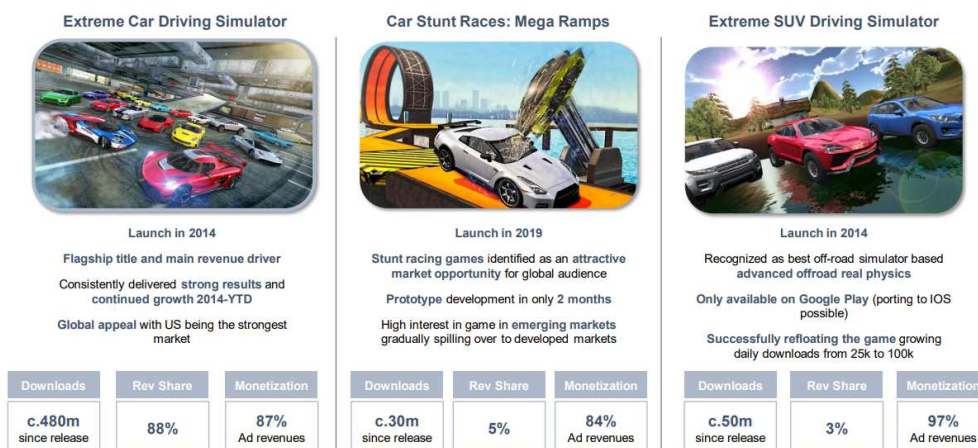 Extreme Car Driving Simulator
Launch in 2014
Flagship title and main revenue driver
Consistently delivered strong results and
continued growth 2014-YTD
Global appeal with US being the strongest
market
Downloads
Rev Share
Monetization
c.480m
since release
88%
87%
Ad revenues
Car Stunt Races: Mega Ramps
Launch in 2019
Stunt racing games identified as an attractive
market opportunity for global audience
Prototype development in only 2 months
High interest in game in emerging markets
gradually spilling over to developed markets
Downloads
Rev Share
Monetization
c.30m
since release
5%
84%
Ad revenues
Extreme SUV Driving Simulator
Launch in 2014
Recognized as best off-road simulator based
advanced offroad real physics
Only available on Google Play (porting to IOS
possible)
Successfully refloating the game growing
daily downloads from 25k to 100k
Downloads
Rev Share
Monetization
c.50m
since release
3%
97%
Ad revenues